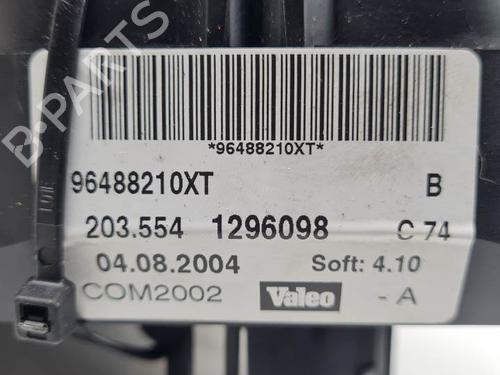 *96488210XT*
96488210XT B
203.554 1296098 C 74
04.08.2004 Soft: 4.10
COM2002 Valeo - A
B-PARTS